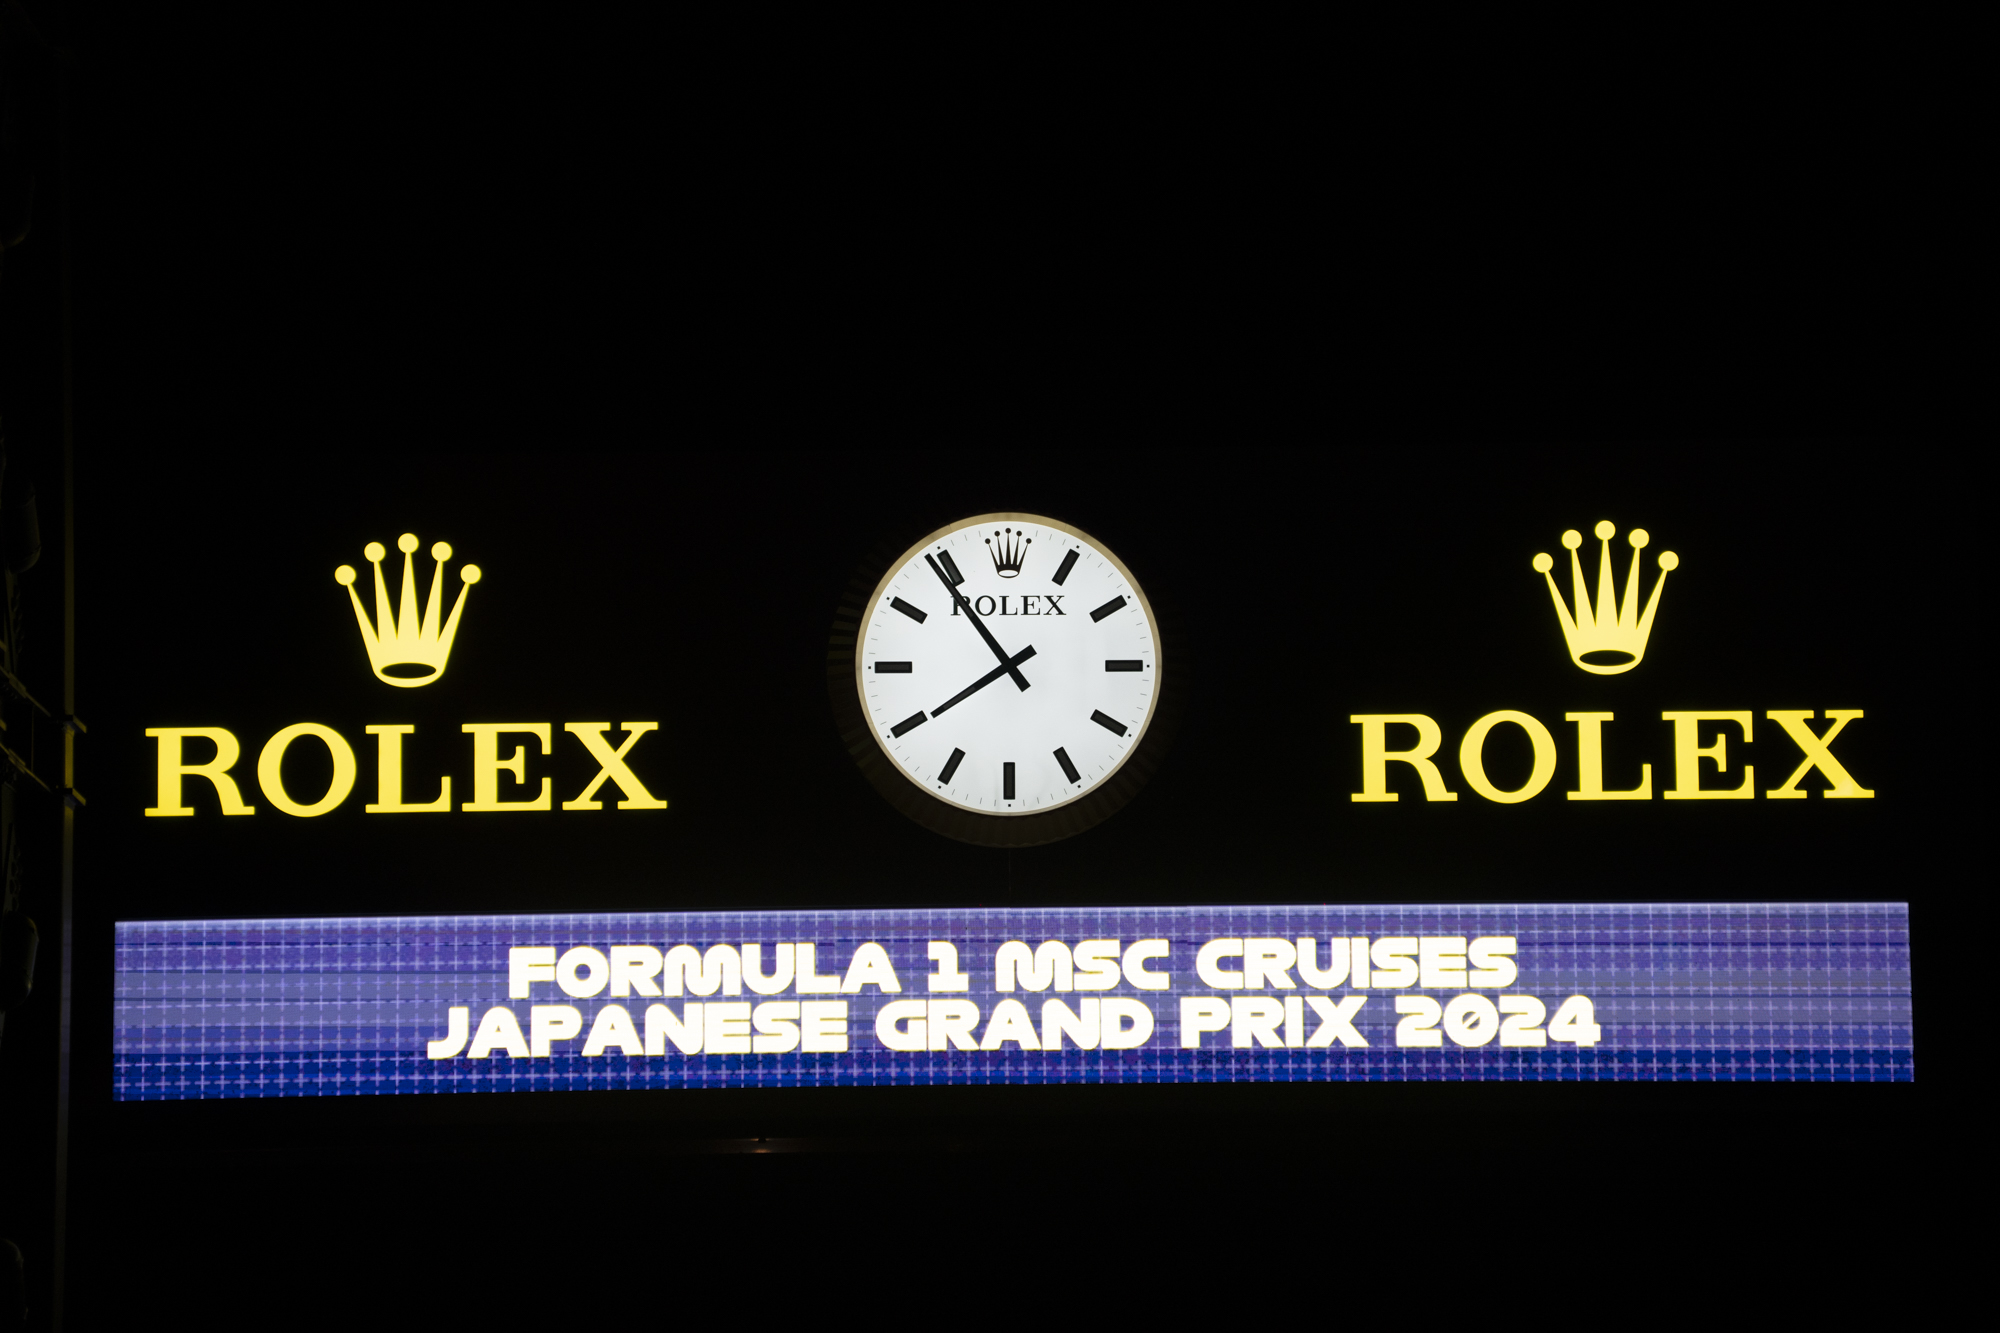 ROLEX
ROLEX
ROLEX
FORMULA 1 MSC CRUISES
JAPANESE GRAND PRIX 2024